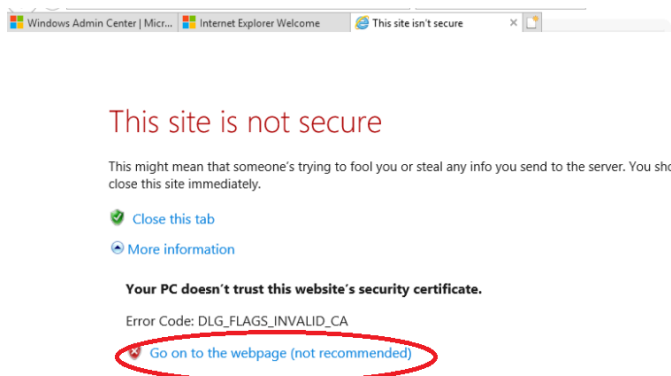 Windows Admin Center | Micr... Internet Explorer Welcome This site isn't secure
This site is not secure
This might mean that someone's trying to fool you or steal any info you send to the server. You sho
close this site immediately.
Close this tab
More information
Your PC doesn't trust this website's security certificate.
Error Code: DLG_FLAGS_INVALID_CA
Go on to the webpage (not recommended)